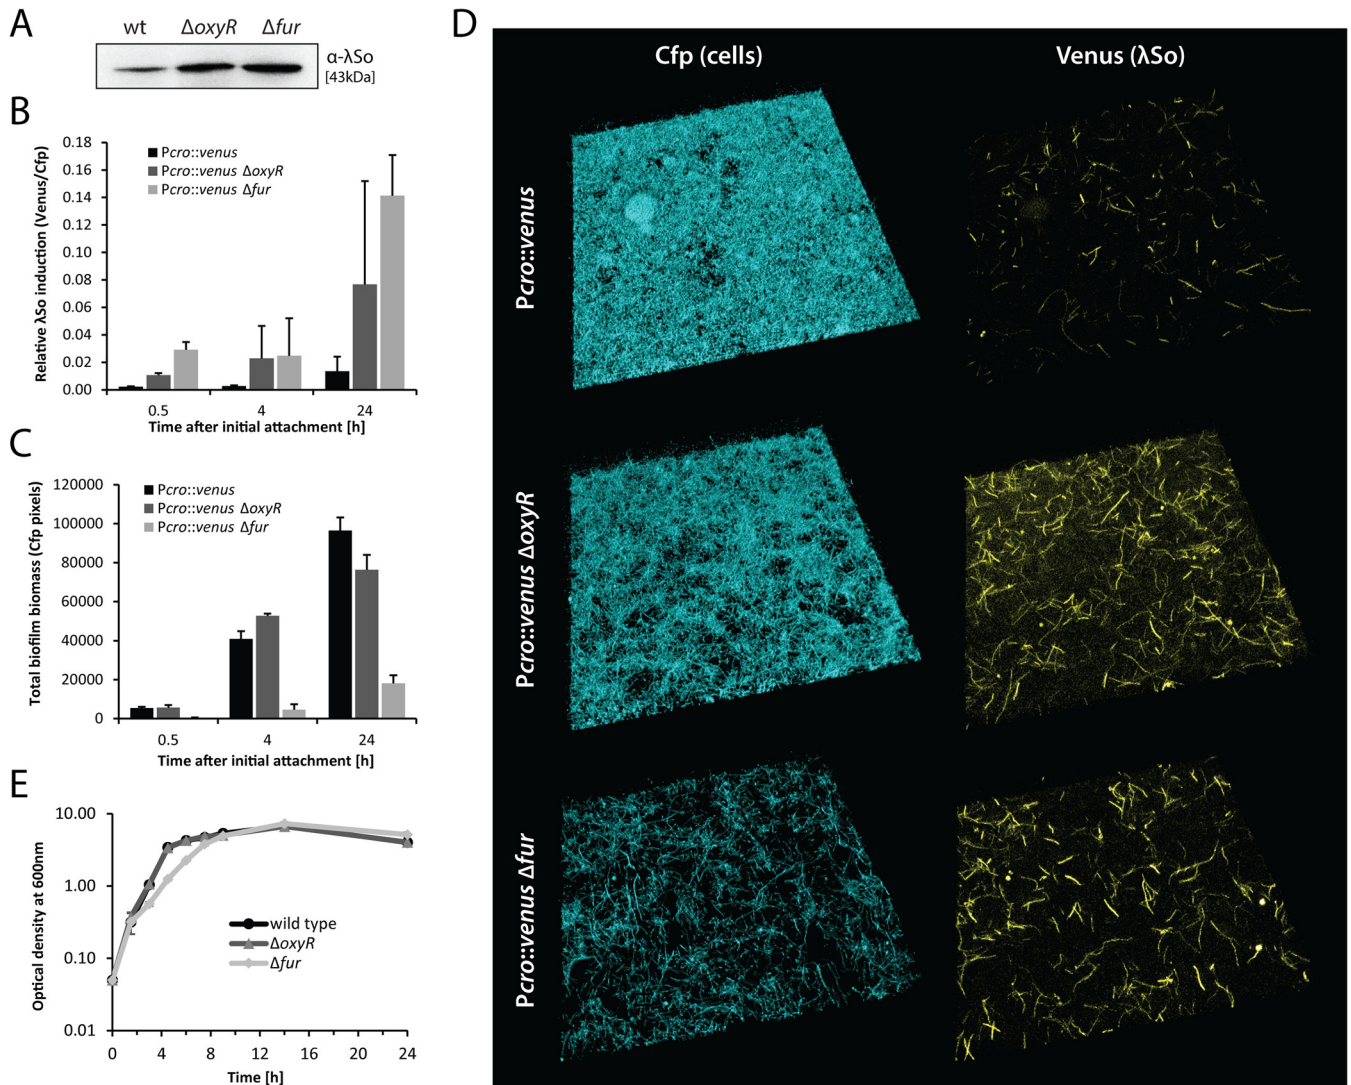 A
wt ΔoxyR Δfur
α-λSo
[43kDa]
B
Relative λSo induction (Venus/Cfp)
0.18
0.16
0.14
0.12
0.10
0.08
0.06
0.04
0.02
0.00
Pcro::venus
Pcro::venus ΔoxyR
Pcro::venus Δfur
0.5 4 24
Time after initial attachment [h]
C
Total biofilm biomass (Cfp pixels)
120000
100000
80000
60000
40000
20000
0
Pcro::venus
Pcro::venus ΔoxyR
Pcro::venus Δfur
0.5 4 24
Time after initial attachment [h]
D
Cfp (cells) Venus (λSo)
Pcro::venus
Pcro::venus ΔoxyR
Pcro::venus Δfur
E
Optical density at 600nm
10.00
1.00
0.10
0.01
wild type
ΔoxyR
Δfur
0 4 8 12 16 20 24
Time [h]